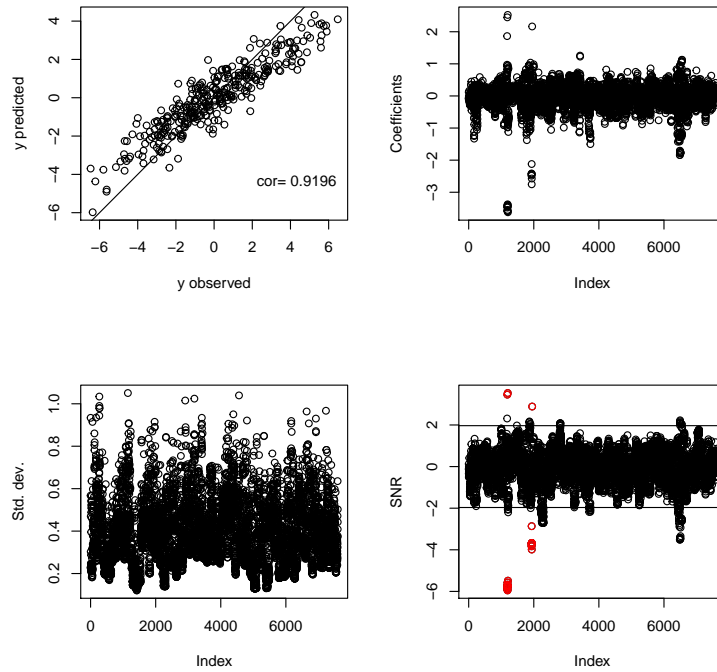 4
2
0
−2
−4
−6
y predicted
cor= 0.9196
−6 −4 −2 0 2 4 6
y observed
2
1
0
−1
−2
−3
Coefficients
0 2000 4000 6000
Index
1.0
0.8
0.6
0.4
0.2
Std. dev.
0 2000 4000 6000
Index
4
2
0
−2
−4
−6
SNR
0 2000 4000 6000
Index